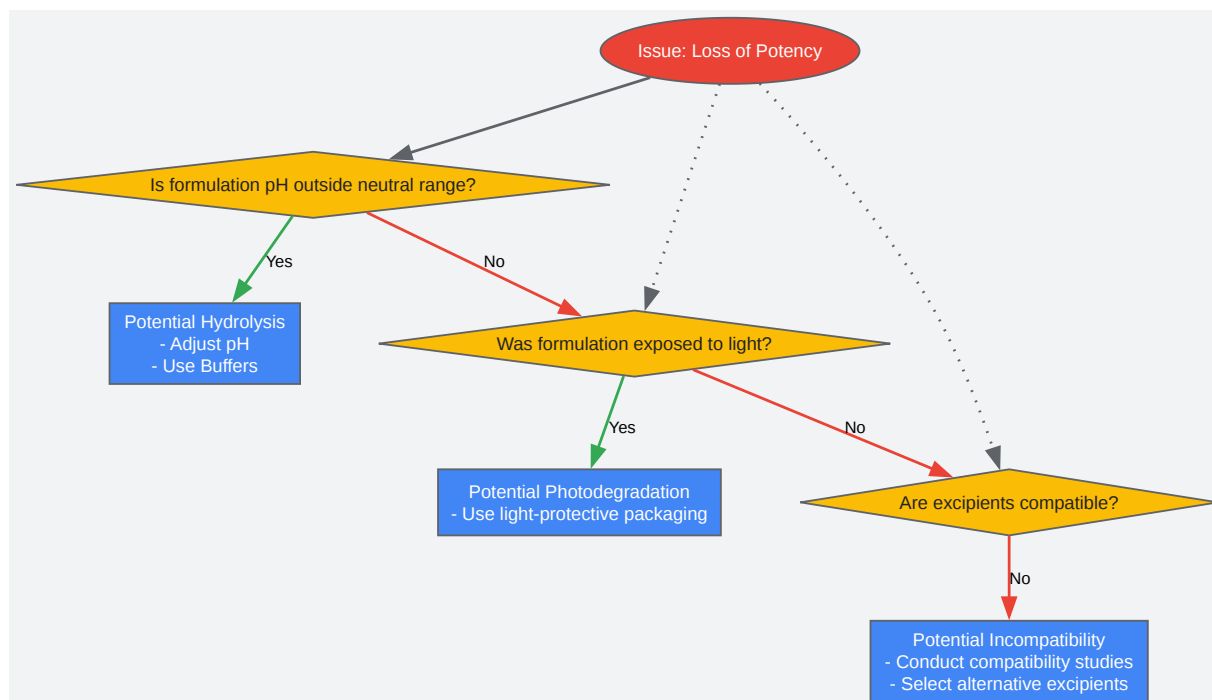 Issue: Loss of Potency
Is formulation pH outside neutral range?
Yes
No
Potential Hydrolysis
- Adjust pH
- Use Buffers
Was formulation exposed to light?
Yes
No
Potential Photodegradation
- Use light-protective packaging
Are excipients compatible?
No
Potential Incompatibility
- Conduct compatibility studies
- Select alternative excipients